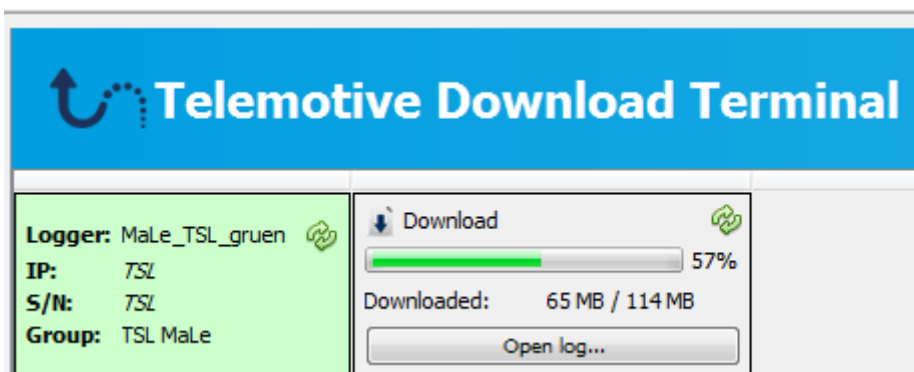 Telemotive Download Terminal
Logger: MaLe_TSL_gruen
IP: TSL
S/N: TSL
Group: TSL MaLe
Download
57%
Downloaded: 65 MB / 114 MB
Open log...